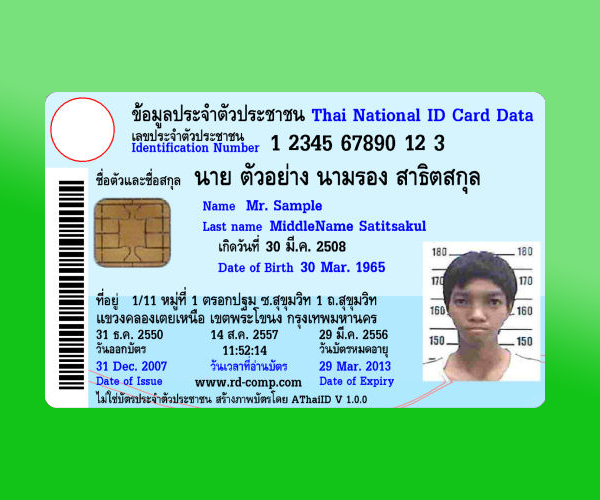 ข้อมูลประจำตัวประชาชน Thai National ID Card Data
เลขประจำตัวประชาชน
Identification Number 1 2345 67890 12 3
ชื่อตัวและชื่อสกุล นาย ตัวอย่าง นามรอง สาธิตสกุล
Name Mr. Sample
Last name MiddleName Satitsakul
เกิดวันที่ 30 มี.ค. 2508
Date of Birth 30 Mar. 1965
ที่อยู่ 1/11 หมู่ที่ 1 ตรอกปฐม ซ.สุขุมวิท 1 ถ.สุขุมวิท
แขวงคลองเตยเหนือ เขตพระโขนง กรุงเทพมหานคร
31 ธ.ค. 2550 14 ส.ค. 2557 29 มี.ค. 2556
วันออกบัตร 11:52:14 วันบัตรหมดอายุ
31 Dec. 2007 วันเวลาที่อ่านบัตร 29 Mar. 2013
Date of Issue www.rd-comp.com Date of Expiry
ไม่ใช่บัตรประจำตัวประชาชน สร้างภาพบัตรโดย AThaiID V 1.0.0
180 180
170 170
160 160
150 150